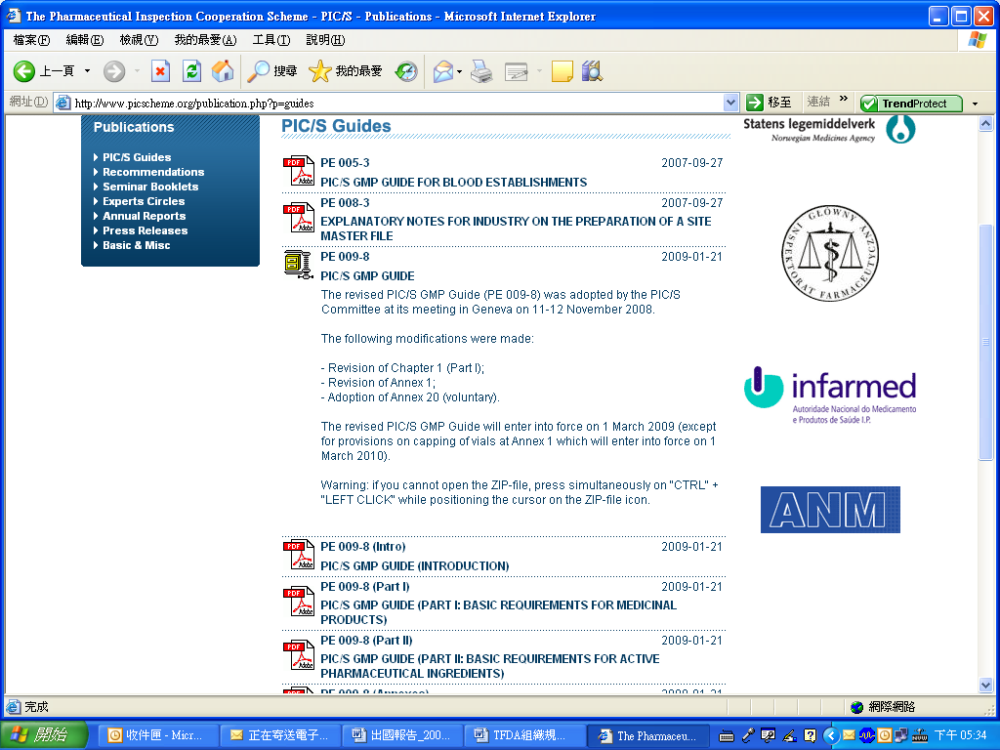 The Pharmaceutical Inspection Cooperation Scheme - PIC/S - Publications - Microsoft Internet Explorer
檔案(F) 編輯(E) 檢視(V) 我的最愛(A) 工具(T) 說明(H)
上一頁 搜尋 我的最愛
網址(D) http://www.picscheme.org/publication.php?p=guides 移至 連結 » TrendProtect
Publications
PIC/S Guides
Recommendations
Seminar Booklets
Experts Circles
Annual Reports
Press Releases
Basic & Misc
PIC/S Guides
PE 005-3 2007-09-27
PIC/S GMP GUIDE FOR BLOOD ESTABLISHMENTS
PE 008-3 2007-09-27
EXPLANATORY NOTES FOR INDUSTRY ON THE PREPARATION OF A SITE
MASTER FILE
PE 009-8 2009-01-21
PIC/S GMP GUIDE
The revised PIC/S GMP Guide (PE 009-8) was adopted by the PIC/S
Committee at its meeting in Geneva on 11-12 November 2008.
The following modifications were made:
- Revision of Chapter 1 (Part I);
- Revision of Annex 1;
- Adoption of Annex 20 (voluntary).
The revised PIC/S GMP Guide will enter into force on 1 March 2009 (except
for provisions on capping of vials at Annex 1 which will enter into force on 1
March 2010).
Warning: if you cannot open the ZIP-file, press simultaneously on "CTRL" +
"LEFT CLICK" while positioning the cursor on the ZIP-file icon.
PE 009-8 (Intro) 2009-01-21
PIC/S GMP GUIDE (INTRODUCTION)
PE 009-8 (Part I) 2009-01-21
PIC/S GMP GUIDE (PART I: BASIC REQUIREMENTS FOR MEDICINAL
PRODUCTS)
PE 009-8 (Part II) 2009-01-21
PIC/S GMP GUIDE (PART II: BASIC REQUIREMENTS FOR ACTIVE
PHARMACEUTICAL INGREDIENTS)
PE 009-8 (Annexes) 2009-01-21
Statens legemiddelverk
Norwegian Medicines Agency
GŁÓWNY INSPEKTORAT FARMACEUTYCZNY
infarmed
Autoridade Nacional do Medicamento
e Produtos de Saúde I.P.
ANM
完成 網際網路
開始 收件匣 - Micr... 正在寄送電子... 出國報告_200... TFDA組織規... The Pharmaceu... 下午 05:34